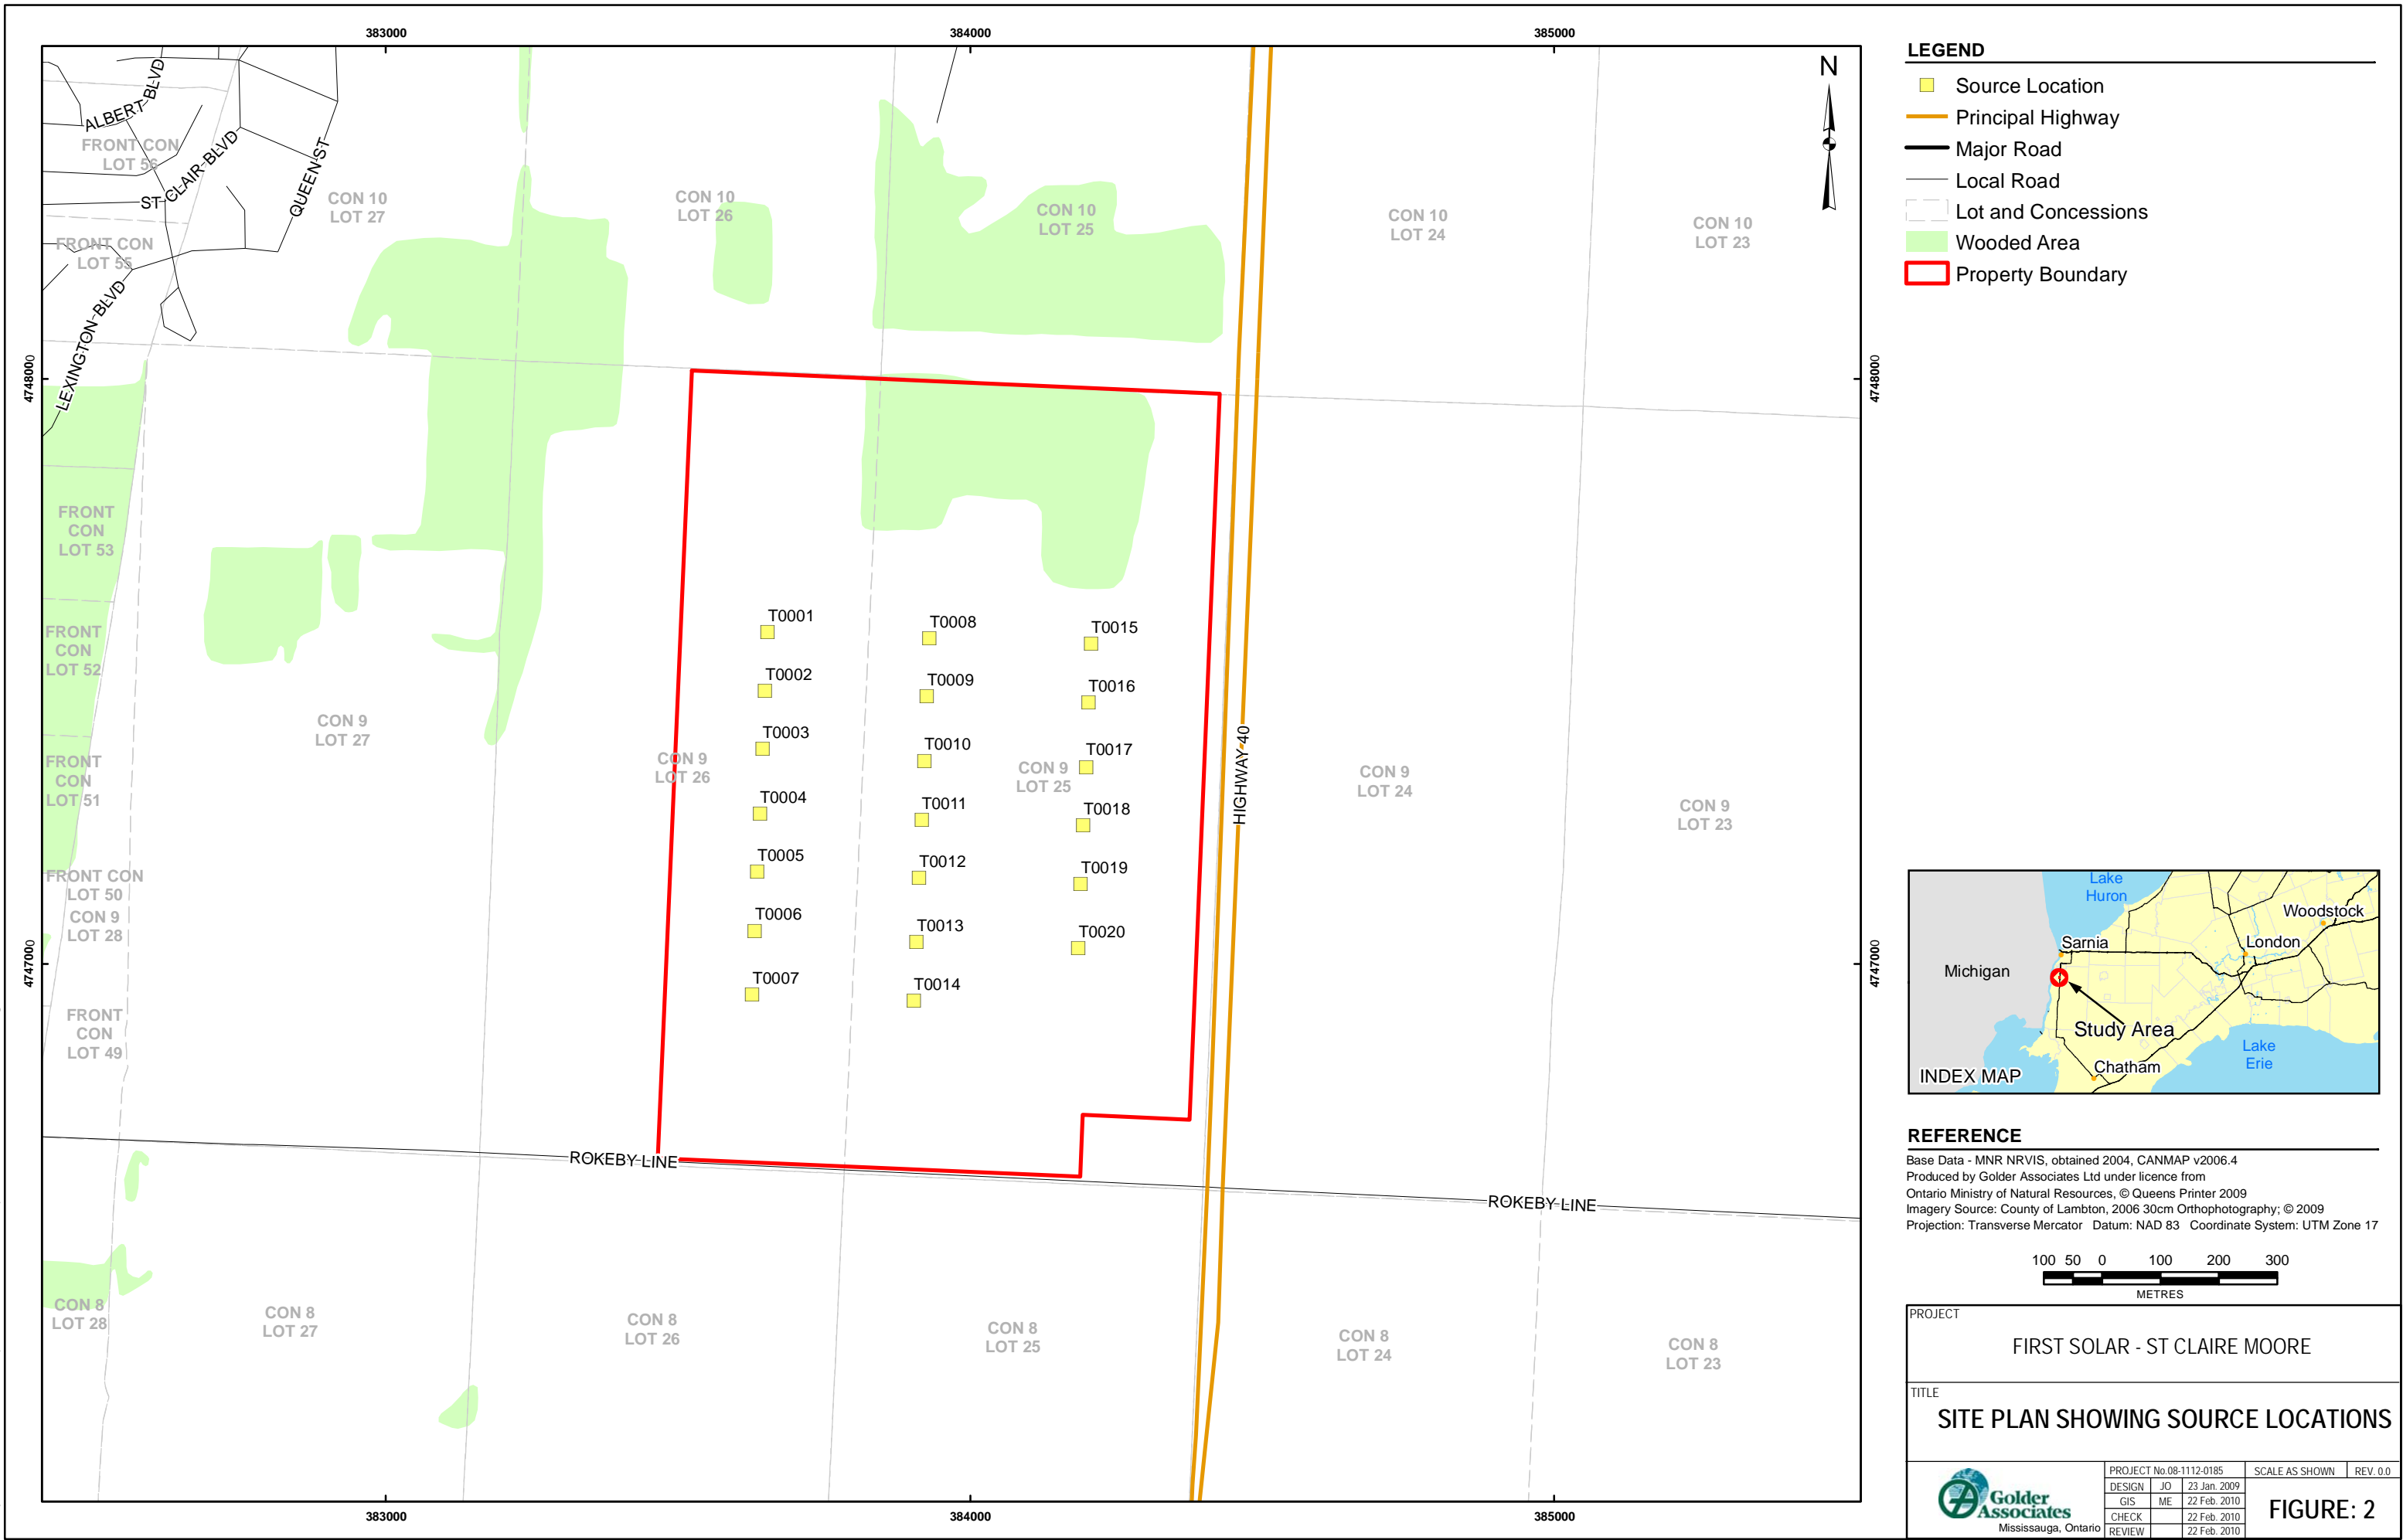 383000
384000
385000
4748000
4747000
4748000
4747000
383000
384000
385000
N
ALBERT BLVD
FRONT CON
LOT 56
ST CLAIR BLVD
QUEEN ST
FRONT CON
LOT 55
LEXINGTON BLVD
CON 10
LOT 27
CON 10
LOT 26
CON 10
LOT 25
CON 10
LOT 24
CON 10
LOT 23
FRONT
CON
LOT 53
FRONT
CON
LOT 52
FRONT
CON
LOT 51
FRONT CON
LOT 50
CON 9
LOT 28
FRONT
CON
LOT 49
CON 9
LOT 27
CON 9
LOT 26
CON 9
LOT 25
CON 9
LOT 24
CON 9
LOT 23
T0001
T0002
T0003
T0004
T0005
T0006
T0007
T0008
T0009
T0010
T0011
T0012
T0013
T0014
T0015
T0016
T0017
T0018
T0019
T0020
HIGHWAY 40
ROKEBY LINE
ROKEBY LINE
CON 8
LOT 28
CON 8
LOT 27
CON 8
LOT 26
CON 8
LOT 25
CON 8
LOT 24
CON 8
LOT 23
LEGEND
Source Location
Principal Highway
Major Road
Local Road
Lot and Concessions
Wooded Area
Property Boundary
Lake
Huron
Woodstock
Sarnia
London
Michigan
Study Area
Lake
Erie
Chatham
INDEX MAP
REFERENCE
Base Data - MNR NRVIS, obtained 2004, CANMAP v2006.4
Produced by Golder Associates Ltd under licence from
Ontario Ministry of Natural Resources, © Queens Printer 2009
Imagery Source: County of Lambton, 2006 30cm Orthophotography; © 2009
Projection: Transverse Mercator Datum: NAD 83 Coordinate System: UTM Zone 17
100 50 0 100 200 300
METRES
PROJECT
FIRST SOLAR - ST CLAIRE MOORE
TITLE
SITE PLAN SHOWING SOURCE LOCATIONS
Golder
Associates
Mississauga, Ontario
PROJECT No.08-1112-0185 SCALE AS SHOWN REV. 0.0
DESIGN JO 23 Jan. 2009
GIS ME 22 Feb. 2010
CHECK 22 Feb. 2010
REVIEW 22 Feb. 2010
FIGURE: 2